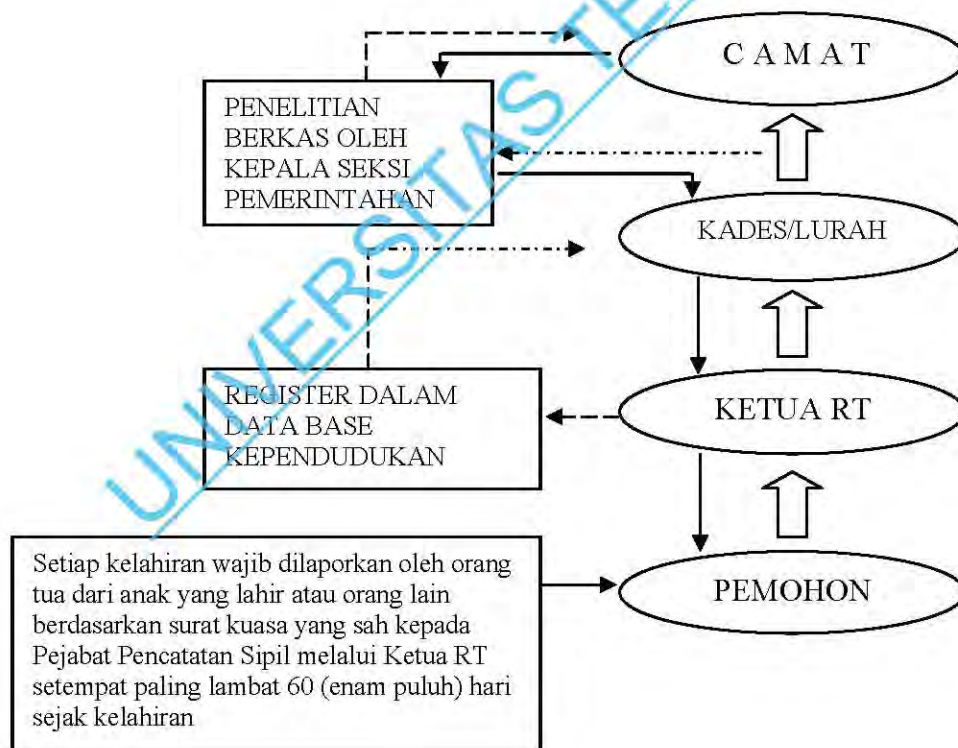 C A M A T
PENELITIAN
BERKAS OLEH
KEPALA SEKSI
PEMERINTAHAN
KADES/LURAH
REGISTER DALAM
DATA BASE
KEPENDUDUKAN
KETUA RT
Setiap kelahiran wajib dilaporkan oleh orang
tua dari anak yang lahir atau orang lain
berdasarkan surat kuasa yang sah kepada
Pejabat Pencatatan Sipil melalui Ketua RT
setempat paling lambat 60 (enam puluh) hari
sejak kelahiran
PEMOHON
UNIVERSITAS